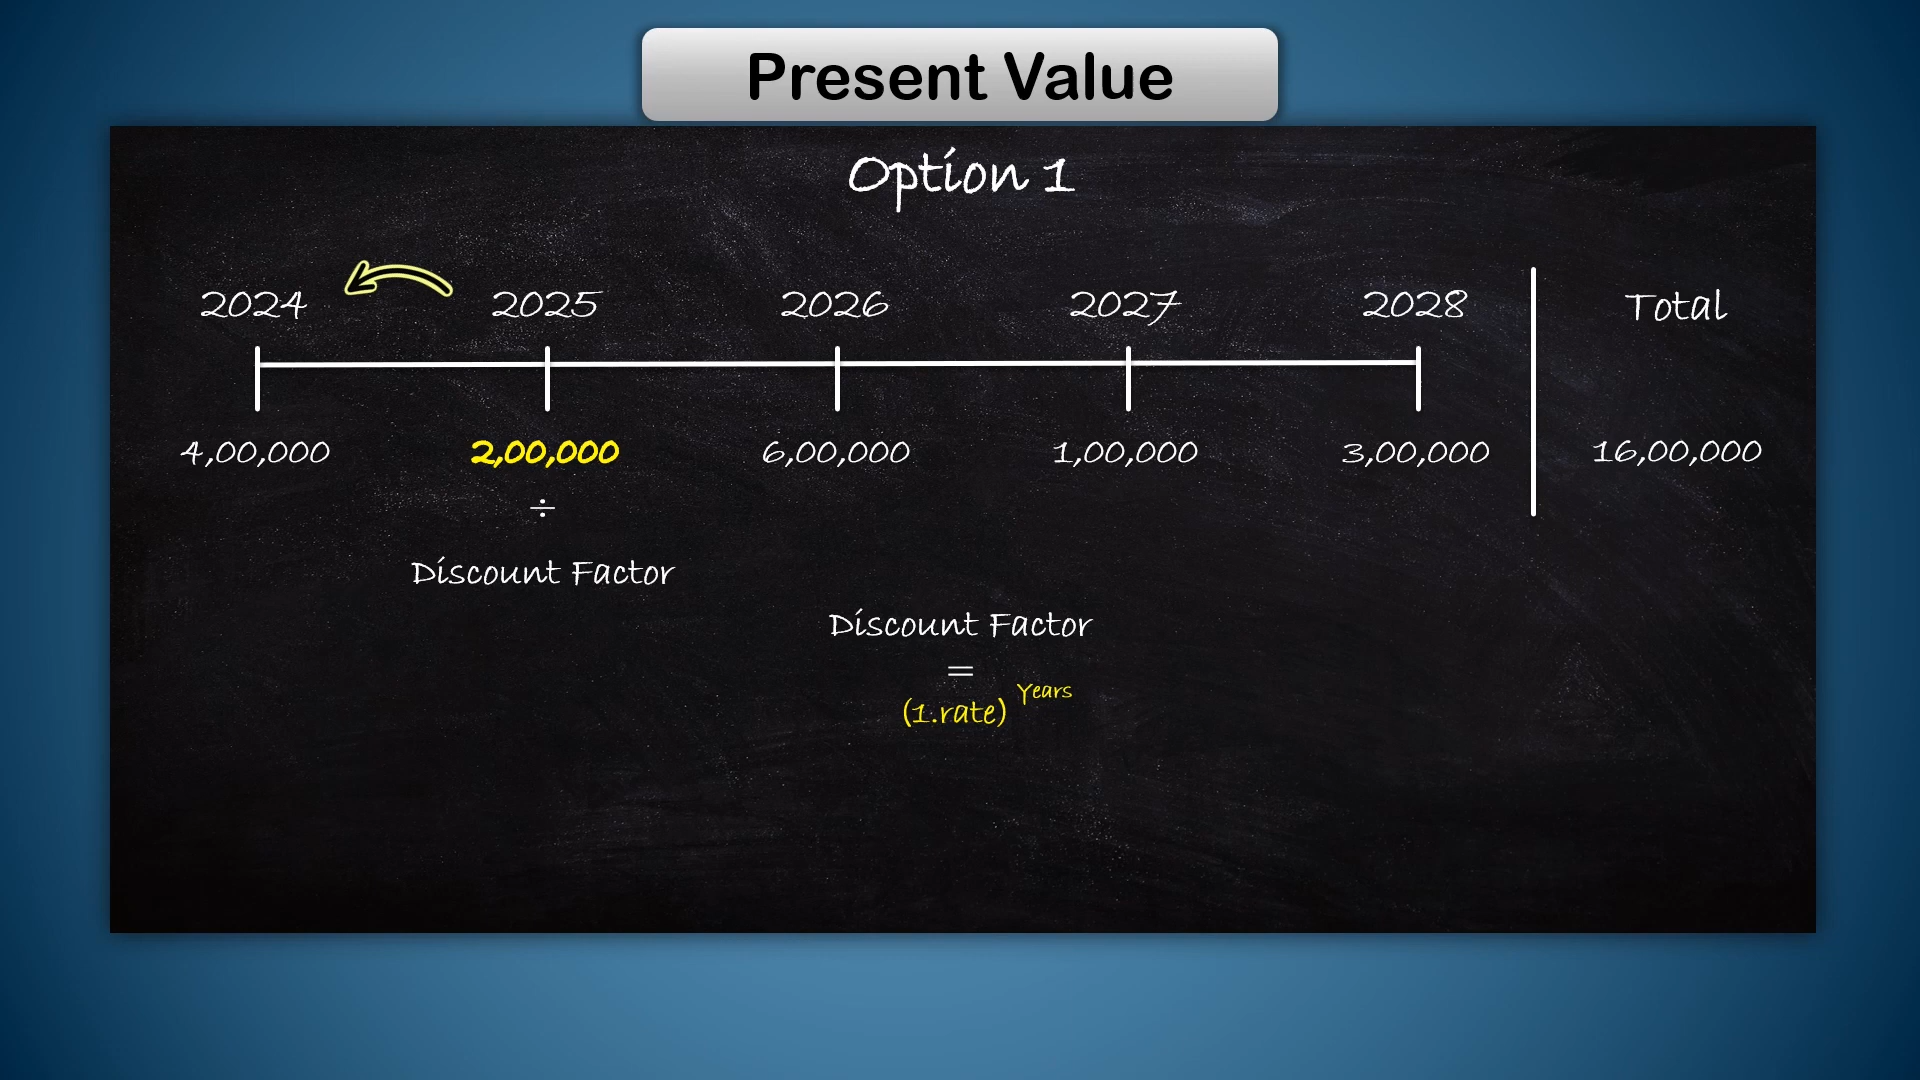 Present Value
Option 1
2024 2025 2026 2027 2028 Total
4,00,000 2,00,000 6,00,000 1,00,000 3,00,000 16,00,000
÷
Discount Factor
Discount Factor
=
(1.rate) Years